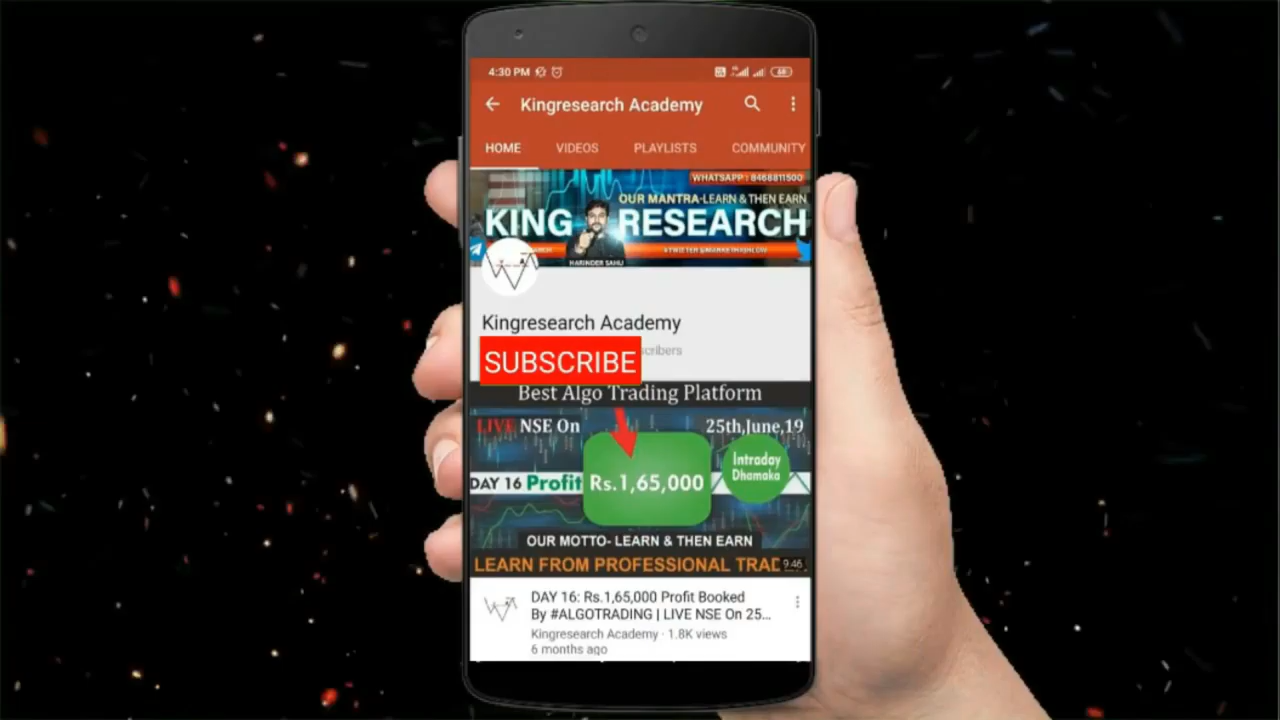 4:30 PM
Kingresearch Academy
HOME VIDEOS PLAYLISTS COMMUNITY
WHATSAPP : 8468811500
OUR MANTRA-LEARN & THEN EARN
KING RESEARCH
HARINDER SAHU
Kingresearch Academy
SUBSCRIBE scribers
Best Algo Trading Platform
LIVE NSE On 25th,June,19
Intraday
Dhamaka
DAY 16 Profit Rs.1,65,000
OUR MOTTO- LEARN & THEN EARN
LEARN FROM PROFESSIONAL TRAD 9:46
DAY 16: Rs.1,65,000 Profit Booked
By #ALGOTRADING | LIVE NSE On 25...
Kingresearch Academy · 1.8K views
6 months ago